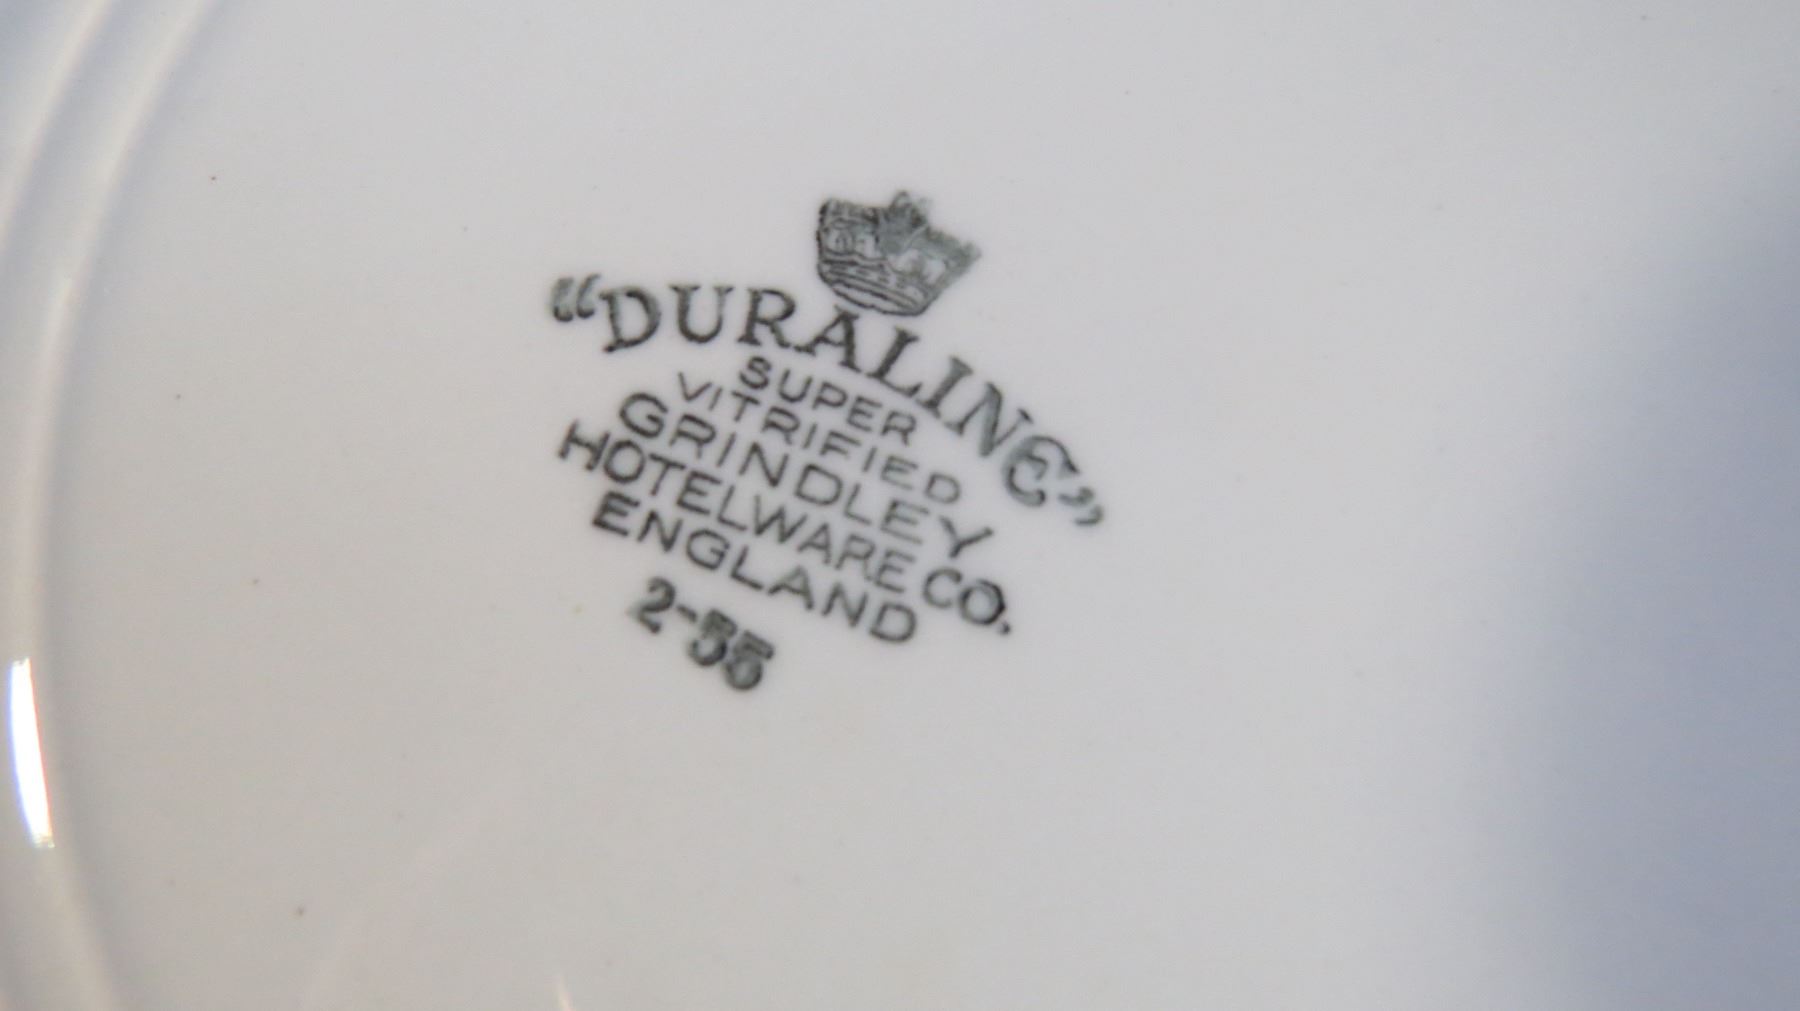 “DURALINE”
SUPER
VITRIFIED
GRINDLEY
HOTELWARE CO.
ENGLAND
2-55